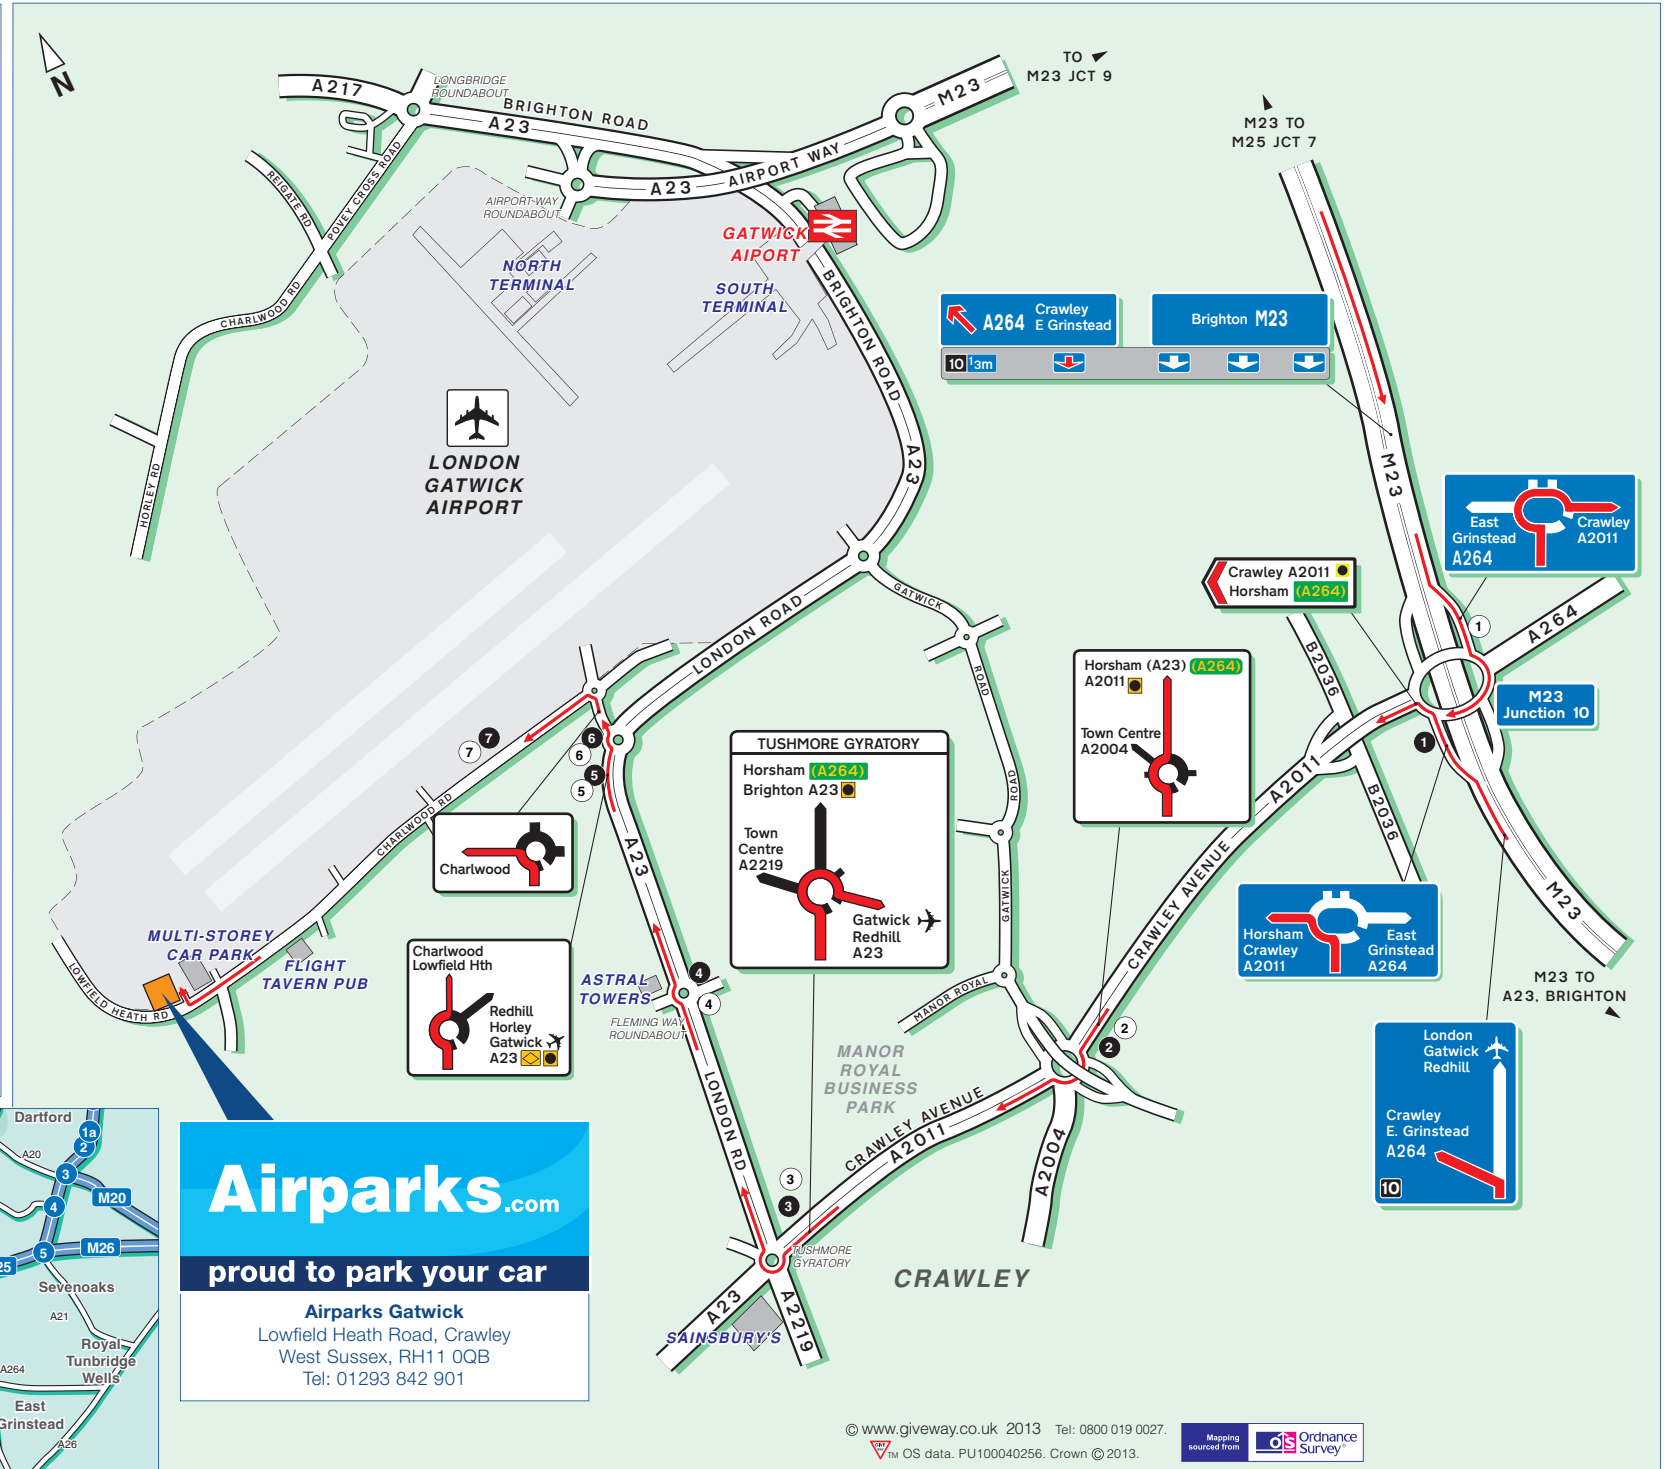 N
A217
LONGBRIDGE
ROUNDABOUT
BRIGHTON ROAD
A23
M23
TO
M23 JCT 9
M23 TO
M25 JCT 7
REIGATE RD
POVEY CROSS ROAD
AIRPORT WAY
ROUNDABOUT
A23
AIRPORT WAY
GATWICK
AIPORT
NORTH
TERMINAL
SOUTH
TERMINAL
BRIGHTON ROAD
A23
CHARLWOOD RD
HORLEY RD
LONDON
GATWICK
AIRPORT
A264
Crawley
E Grinstead
Brighton M23
10 1/3m
M23
East
Grinstead
A264
Crawley
A2011
Crawley A2011
Horsham (A264)
1
A264
B2036
M23
Junction 10
1
GATWICK
ROAD
LONDON ROAD
Horsham (A23) (A264)
A2011
Town Centre
A2004
7
7
6
6
5
5
TUSHMORE GYRATORY
Horsham (A264)
Brighton A23
Town
Centre
A2219
Gatwick
Redhill
A23
ROAD
A2011
B2036
CHARLWOOD RD
Charlwood
A23
GATWICK
CRAWLEY AVENUE
Horsham
Crawley
A2011
East
Grinstead
A264
M23
M23 TO
A23, BRIGHTON
MULTI-STOREY
CAR PARK
FLIGHT
TAVERN PUB
LOWFIELD
HEATH RD
Charlwood
Lowfield Hth
Redhill
Horley
Gatwick
A23
ASTRAL
TOWERS
4
4
FLEMING WAY
ROUNDABOUT
MANOR ROYAL
2
2
MANOR
ROYAL
BUSINESS
PARK
London
Gatwick
Redhill
Crawley
E. Grinstead
A264
10
LONDON RD
CRAWLEY AVENUE
A2011
A2004
3
3
TUSHMORE
GYRATORY
A23
A2219
SAINSBURY'S
CRAWLEY
Dartford
1a
2
A20
3
M20
4
5
M26
25
Sevenoaks
A21
Royal
Tunbridge
Wells
A264
East
Grinstead
A26
Airparks.com
proud to park your car
Airparks Gatwick
Lowfield Heath Road, Crawley
West Sussex, RH11 0QB
Tel: 01293 842 901
© www.giveway.co.uk 2013 Tel: 0800 019 0027.
TM OS data. PU100040256. Crown © 2013.
Mapping
sourced from
OS
Ordnance
Survey®